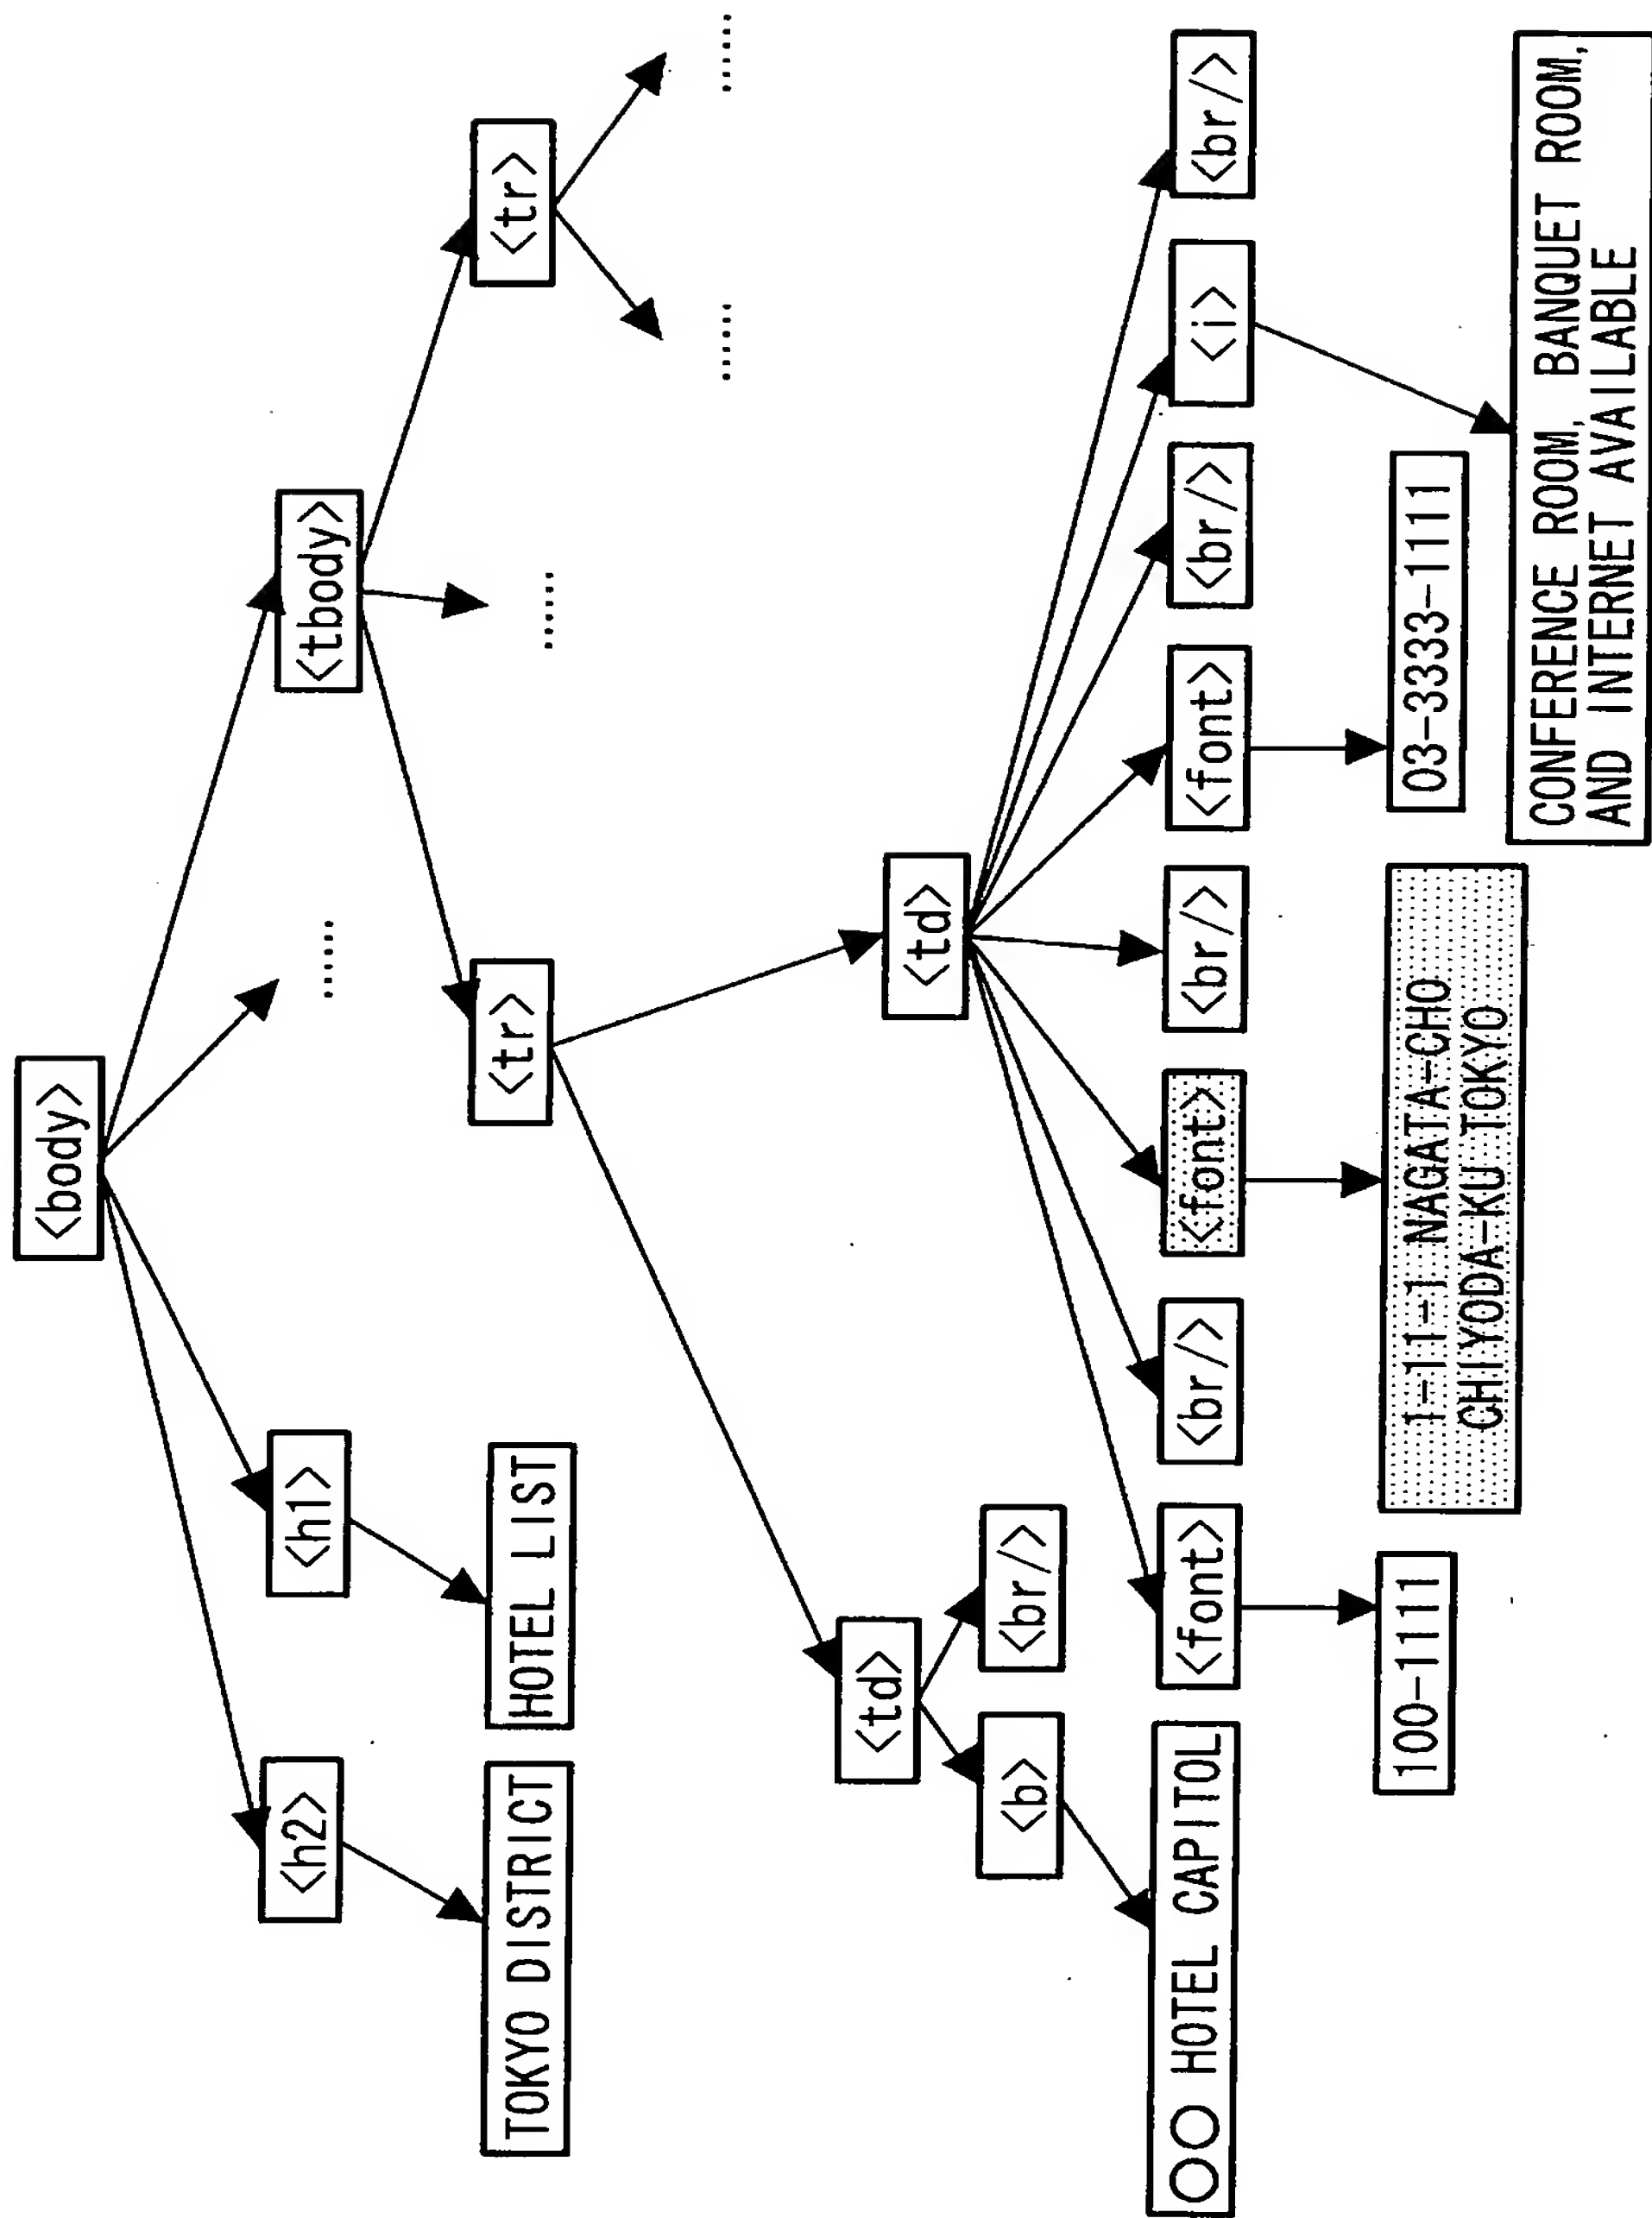 <body>
<h2>
<h1>
......
<tbody>
TOKYO DISTRICT
HOTEL LIST
<tr>
......
<tr>
......
......
<td>
<td>
<b>
<br/>
○○ HOTEL CAPITOL
<font>
<br/>
<font>
<br/>
<font>
<br/>
<i>
<br/>
100-1111
1-11-1 NAGATA-CHO
CHIYODA-KU TOKYO
03-3333-1111
CONFERENCE ROOM, BANQUET ROOM,
AND INTERNET AVAILABLE